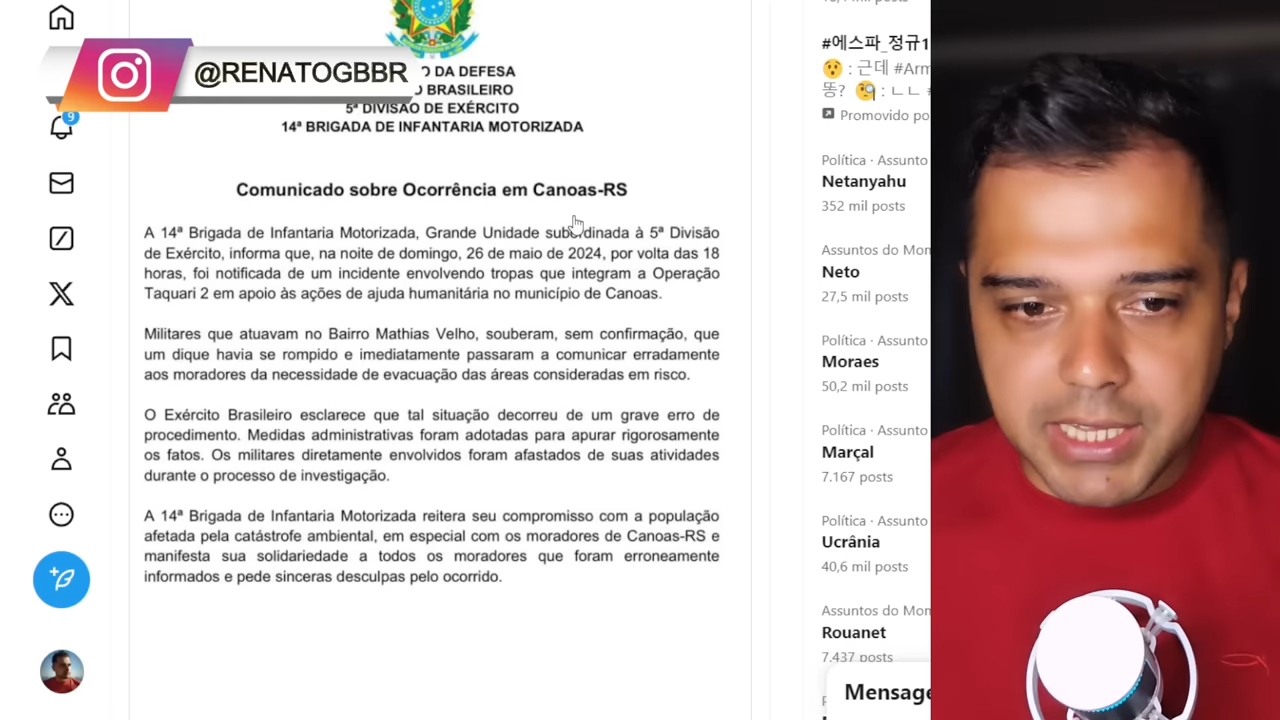 @RENATOGBBR
9
O DA DEFESA
O BRASILEIRO
5ª DIVISÃO DE EXÉRCITO
14ª BRIGADA DE INFANTARIA MOTORIZADA
Comunicado sobre Ocorrência em Canoas-RS
A 14ª Brigada de Infantaria Motorizada, Grande Unidade subordinada à 5ª Divisão
de Exército, informa que, na noite de domingo, 26 de maio de 2024, por volta das 18
horas, foi notificada de um incidente envolvendo tropas que integram a Operação
Taquari 2 em apoio às ações de ajuda humanitária no município de Canoas.
Militares que atuavam no Bairro Mathias Velho, souberam, sem confirmação, que
um dique havia se rompido e imediatamente passaram a comunicar erradamente
aos moradores da necessidade de evacuação das áreas consideradas em risco.
O Exército Brasileiro esclarece que tal situação decorreu de um grave erro de
procedimento. Medidas administrativas foram adotadas para apurar rigorosamente
os fatos. Os militares diretamente envolvidos foram afastados de suas atividades
durante o processo de investigação.
A 14ª Brigada de Infantaria Motorizada reitera seu compromisso com a população
afetada pela catástrofe ambiental, em especial com os moradores de Canoas-RS e
manifesta sua solidariedade a todos os moradores que foram erroneamente
informados e pede sinceras desculpas pelo ocorrido.
#에스파_정규1
: 근데 #Arm
똥? : ㄴㄴ #
Promovido po
Política · Assunto
Netanyahu
352 mil posts
Assuntos do Mom
Neto
27,5 mil posts
Política · Assunto
Moraes
50,2 mil posts
Política · Assunto
Marçal
7.167 posts
Política · Assunto
Ucrânia
40,6 mil posts
Assuntos do Mom
Rouanet
7.437 posts
Mensage